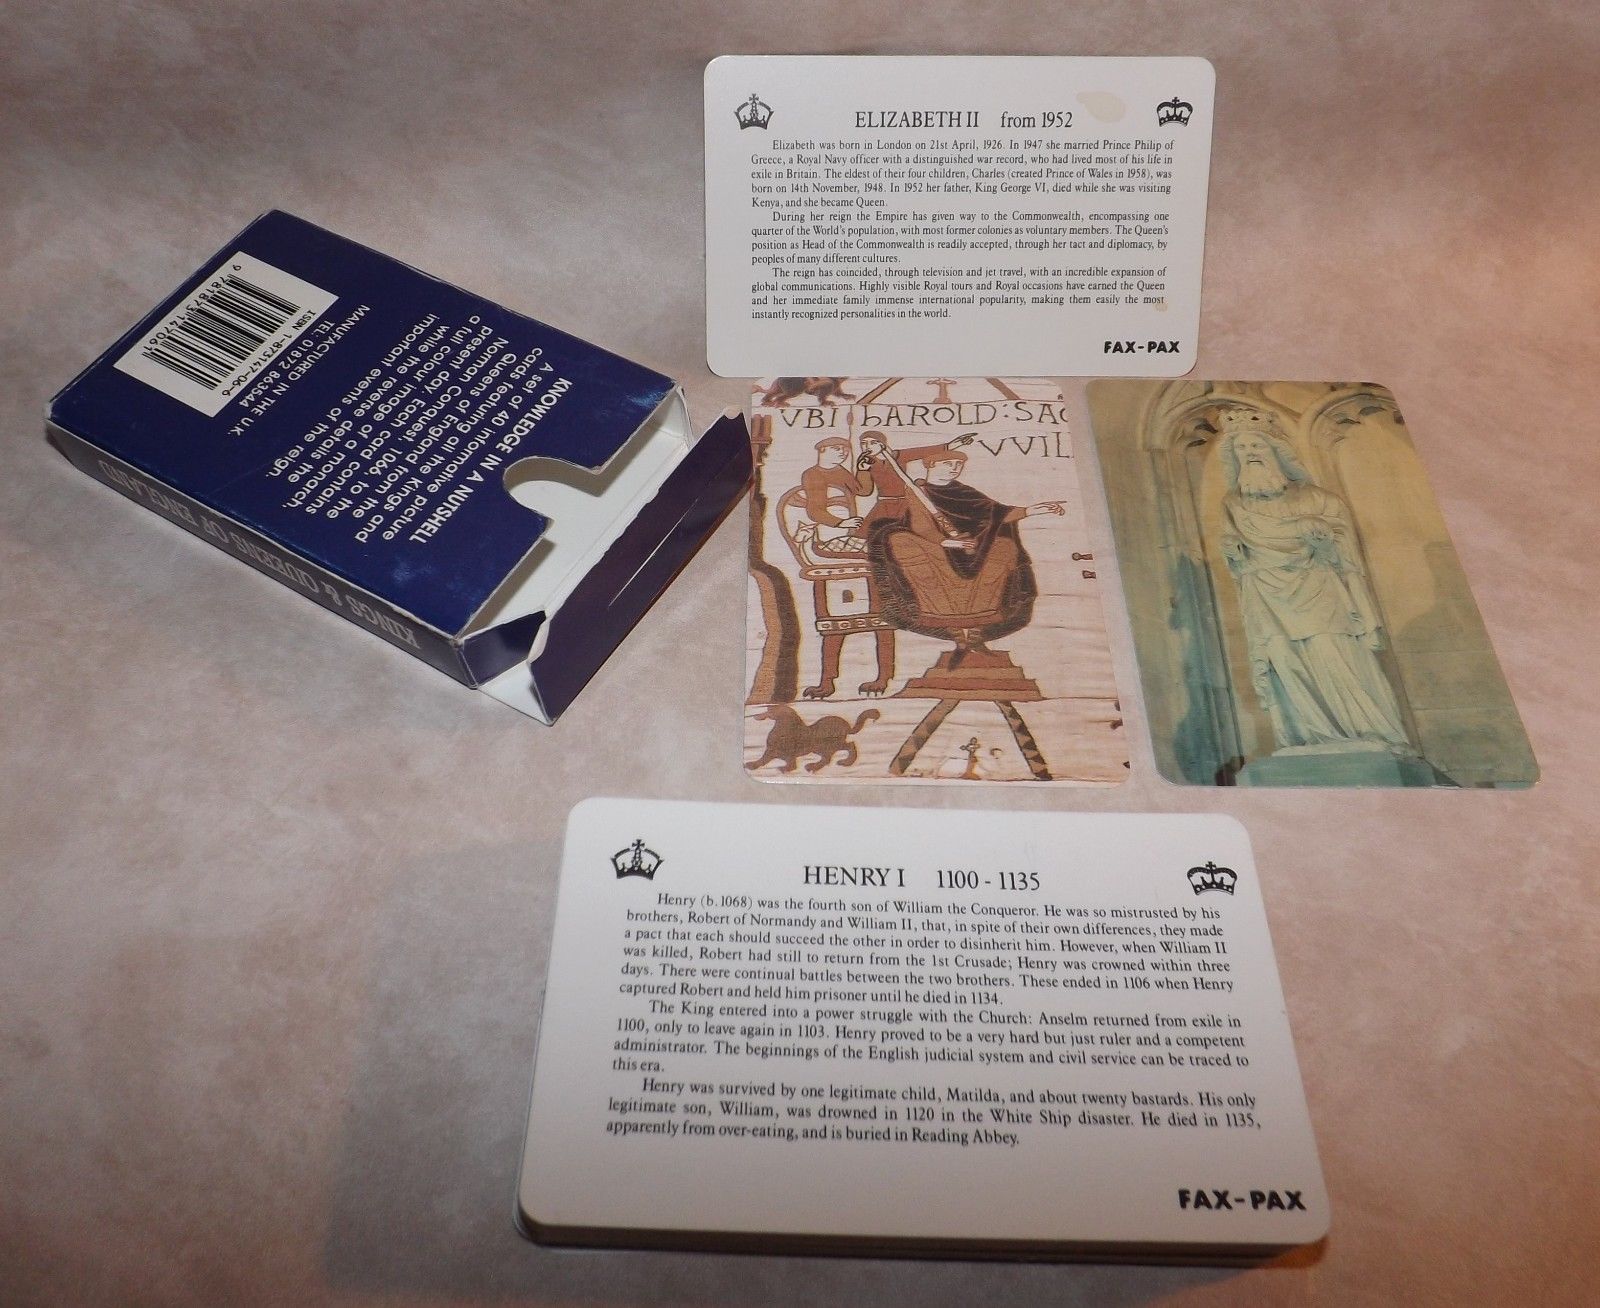 ELIZABETH II from 1952
Elizabeth was born in London on 21st April, 1926. In 1947 she married Prince Philip of
Greece, a Royal Navy officer with a distinguished war record, who had lived most of his life in
exile in Britain. The eldest of their four children, Charles (created Prince of Wales in 1958), was
born on 14th November, 1948. In 1952 her father, King George VI, died while she was visiting
Kenya, and she became Queen.
During her reign the Empire has given way to the Commonwealth, encompassing one
quarter of the World's population, with most former colonies as voluntary members. The Queen's
position as Head of the Commonwealth is readily accepted, through her tact and diplomacy, by
peoples of many different cultures.
The reign has coincided, through television and jet travel, with an incredible expansion of
global communications. Highly visible Royal tours and Royal occasions have earned the Queen
and her immediate family immense international popularity, making them easily the most
instantly recognized personalities in the world.
FAX-PAX
KNOWLEDGE IN A NUTSHELL
A set of 40 informative picture
cards featuring all the Kings and
Queens of England from the
Norman Conquest, 1066, to the
present day. Each card contains
a full colour image of a monarch,
while the reverse details the
important events of the reign.
MANUFACTURED IN THE U.K.
TEL: 01872 863544
ISBN 1-873147-06-6
9 781873 147061
KINGS & QUEENS OF ENGLAND
VBI hAROLD: SAC
VVIL
HENRY I 1100 - 1135
Henry (b. 1068) was the fourth son of William the Conqueror. He was so mistrusted by his
brothers, Robert of Normandy and William II, that, in spite of their own differences, they made
a pact that each should succeed the other in order to disinherit him. However, when William II
was killed, Robert had still to return from the 1st Crusade; Henry was crowned within three
days. There were continual battles between the two brothers. These ended in 1106 when Henry
captured Robert and held him prisoner until he died in 1134.
The King entered into a power struggle with the Church: Anselm returned from exile in
1100, only to leave again in 1103. Henry proved to be a very hard but just ruler and a competent
administrator. The beginnings of the English judicial system and civil service can be traced to
this era.
Henry was survived by one legitimate child, Matilda, and about twenty bastards. His only
legitimate son, William, was drowned in 1120 in the White Ship disaster. He died in 1135,
apparently from over-eating, and is buried in Reading Abbey.
FAX-PAX